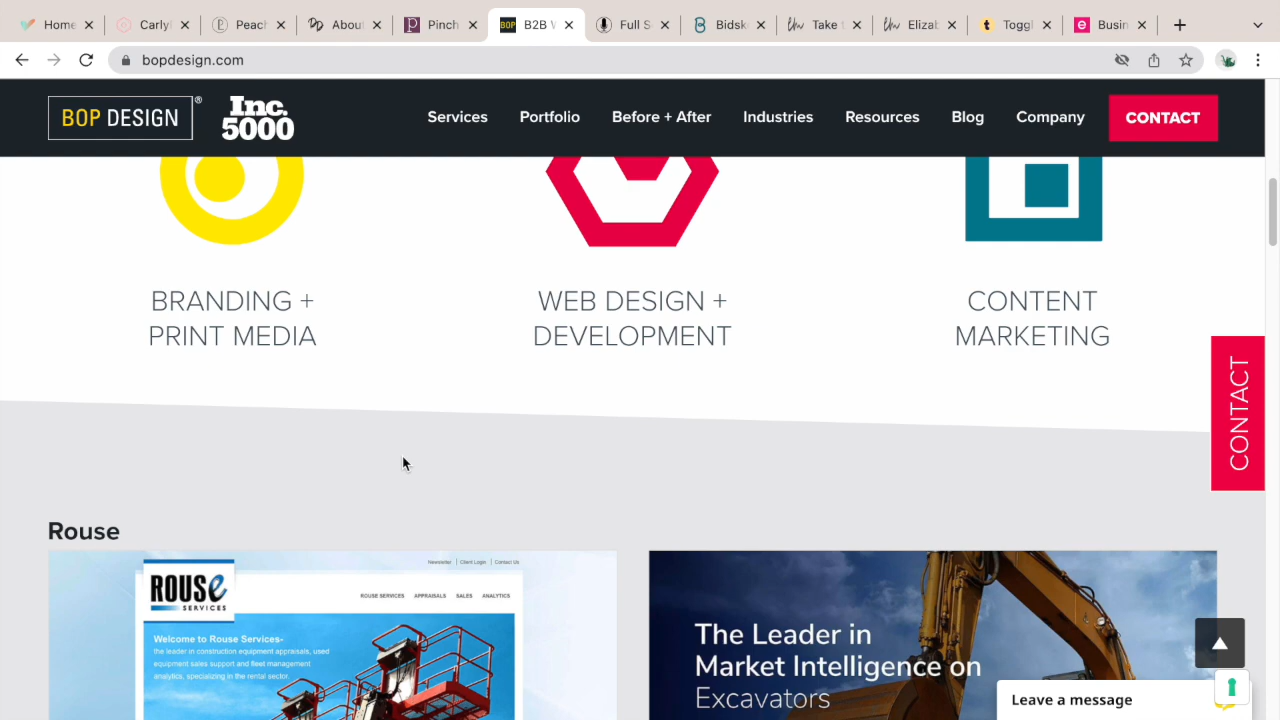 Home
Carly
Peach
Abou
Pinch
BOP
B2B W
Full S
Bidsk
Take t
Elizab
Toggl
Busin
bopdesign.com
BOP DESIGN®
Inc.
5000
Services
Portfolio
Before + After
Industries
Resources
Blog
Company
CONTACT
BRANDING +
PRINT MEDIA
WEB DESIGN +
DEVELOPMENT
CONTENT
MARKETING
CONTACT
Rouse
Newsletter
Client Login
Contact Us
ROUSE
SERVICES
ROUSE SERVICES
APPRAISALS
SALES
ANALYTICS
Welcome to Rouse Services-
the leader in construction equipment appraisals, used
equipment sales support and fleet management
analytics, specializing in the rental sector.
The Leader in
Market Intelligence on
Excavators
Leave a message